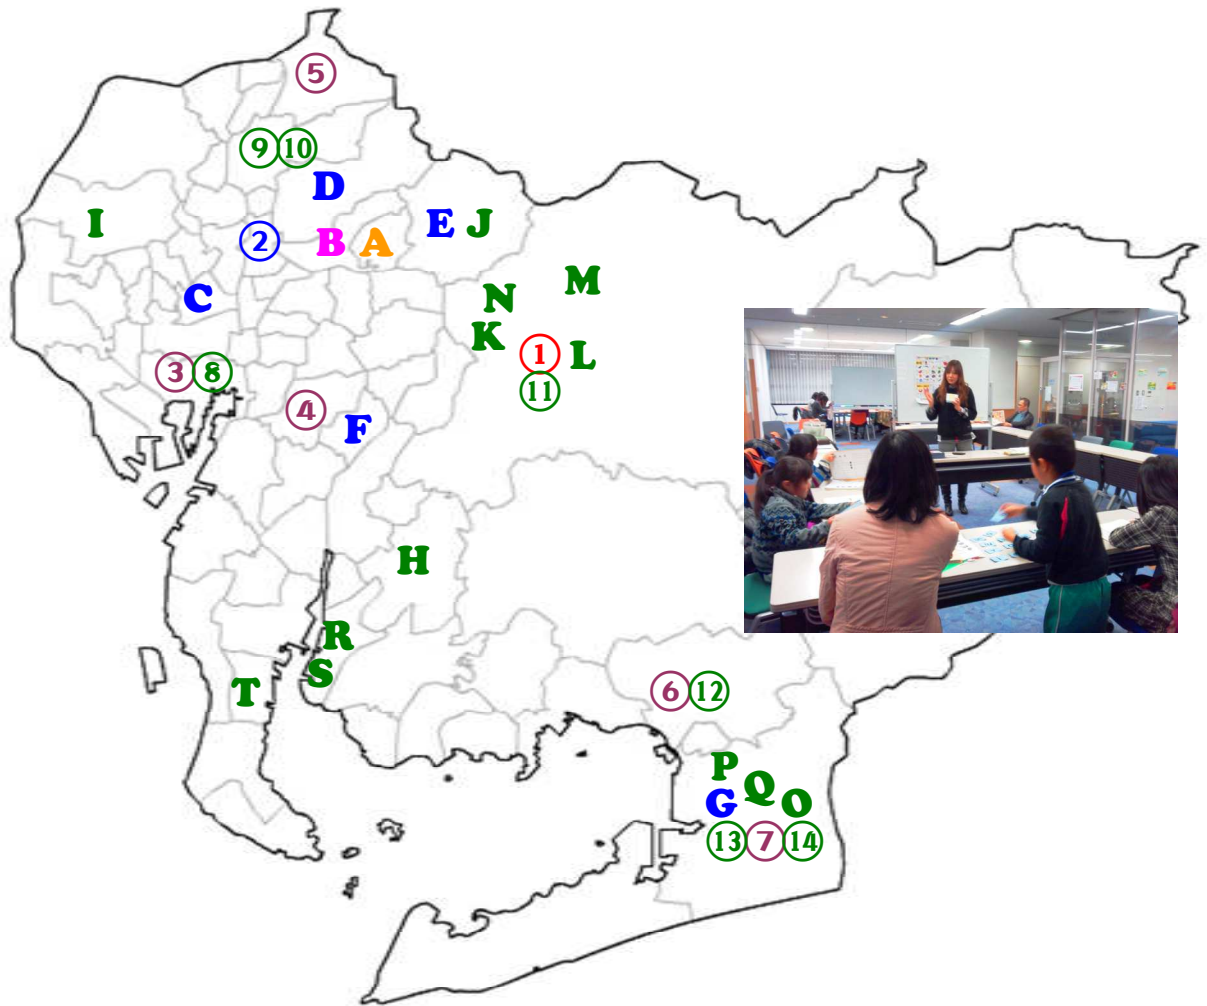 ⑤
⑨ ⑩
D
I ② B A E J
C N M
K ① L
③ ⑧ ⑪
④ F
H
R
S
T ⑥ ⑫
P
G Q O
⑬ ⑦ ⑭